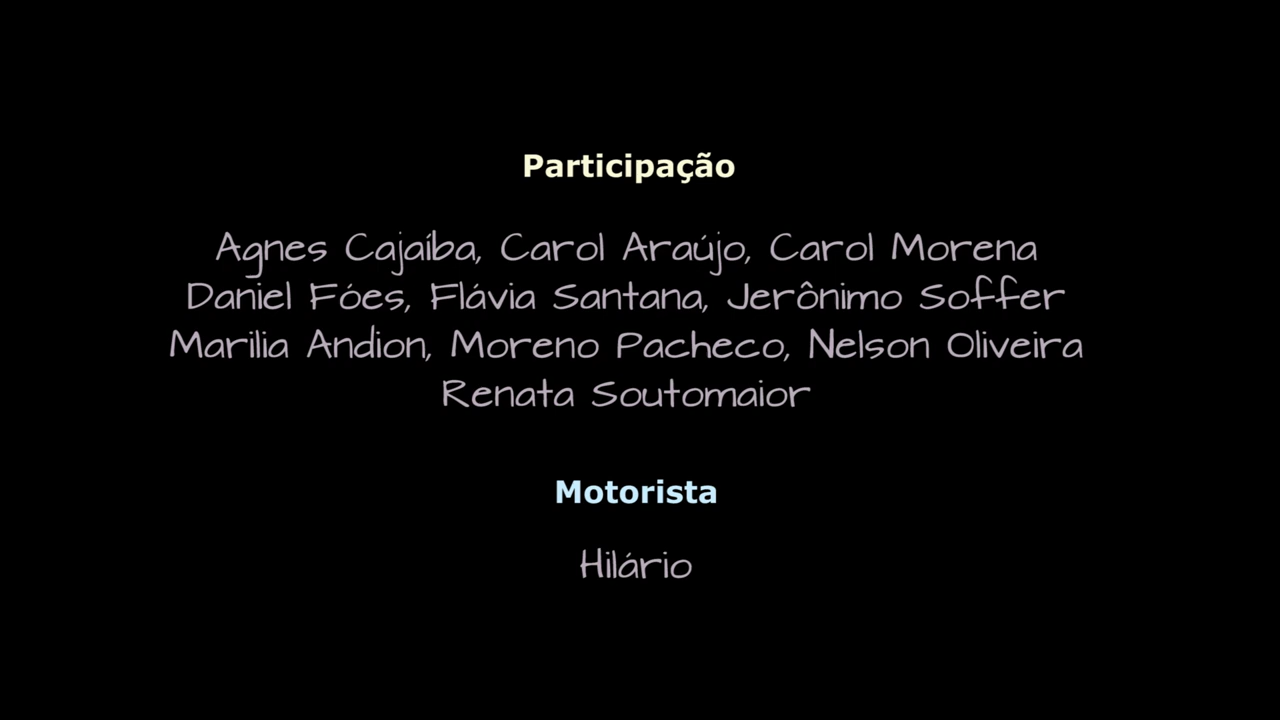 Participação
Agnes Cajaíba, Carol Araújo, Carol Morena
Daniel Fóes, Flávia Santana, Jerônimo Soffer
Marilia Andion, Moreno Pacheco, Nelson Oliveira
Renata Soutomaior
Motorista
Hilário